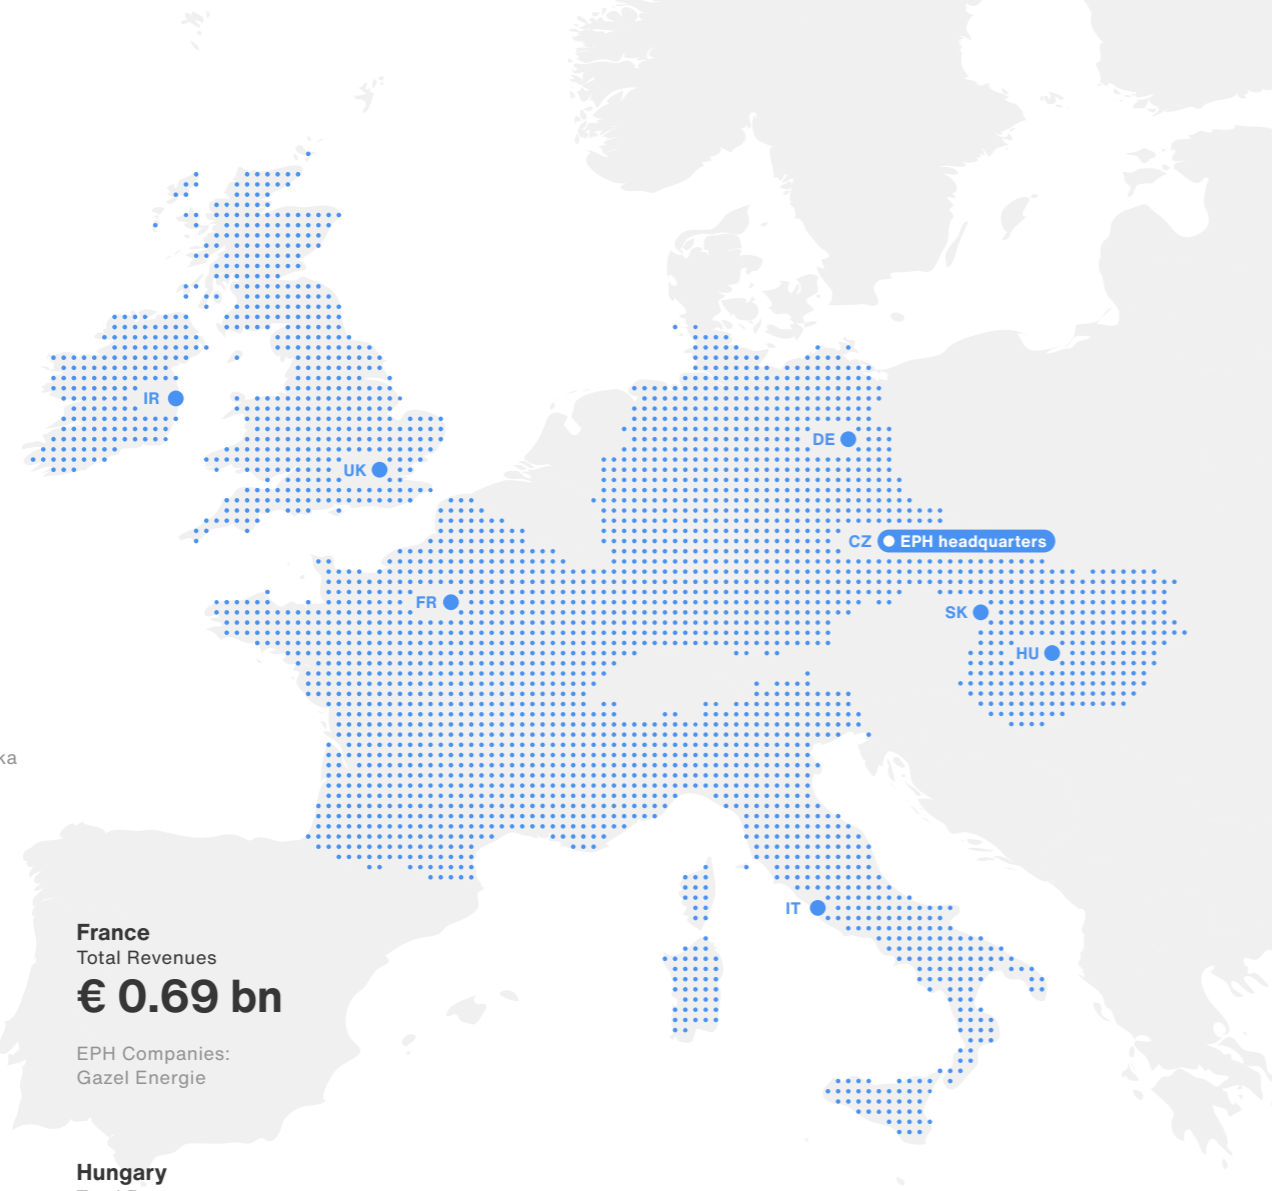 IR
UK
DE
CZ EPH headquarters
FR
SK
HU
ka
IT
France
Total Revenues
€ 0.69 bn
EPH Companies:
Gazel Energie
Hungary